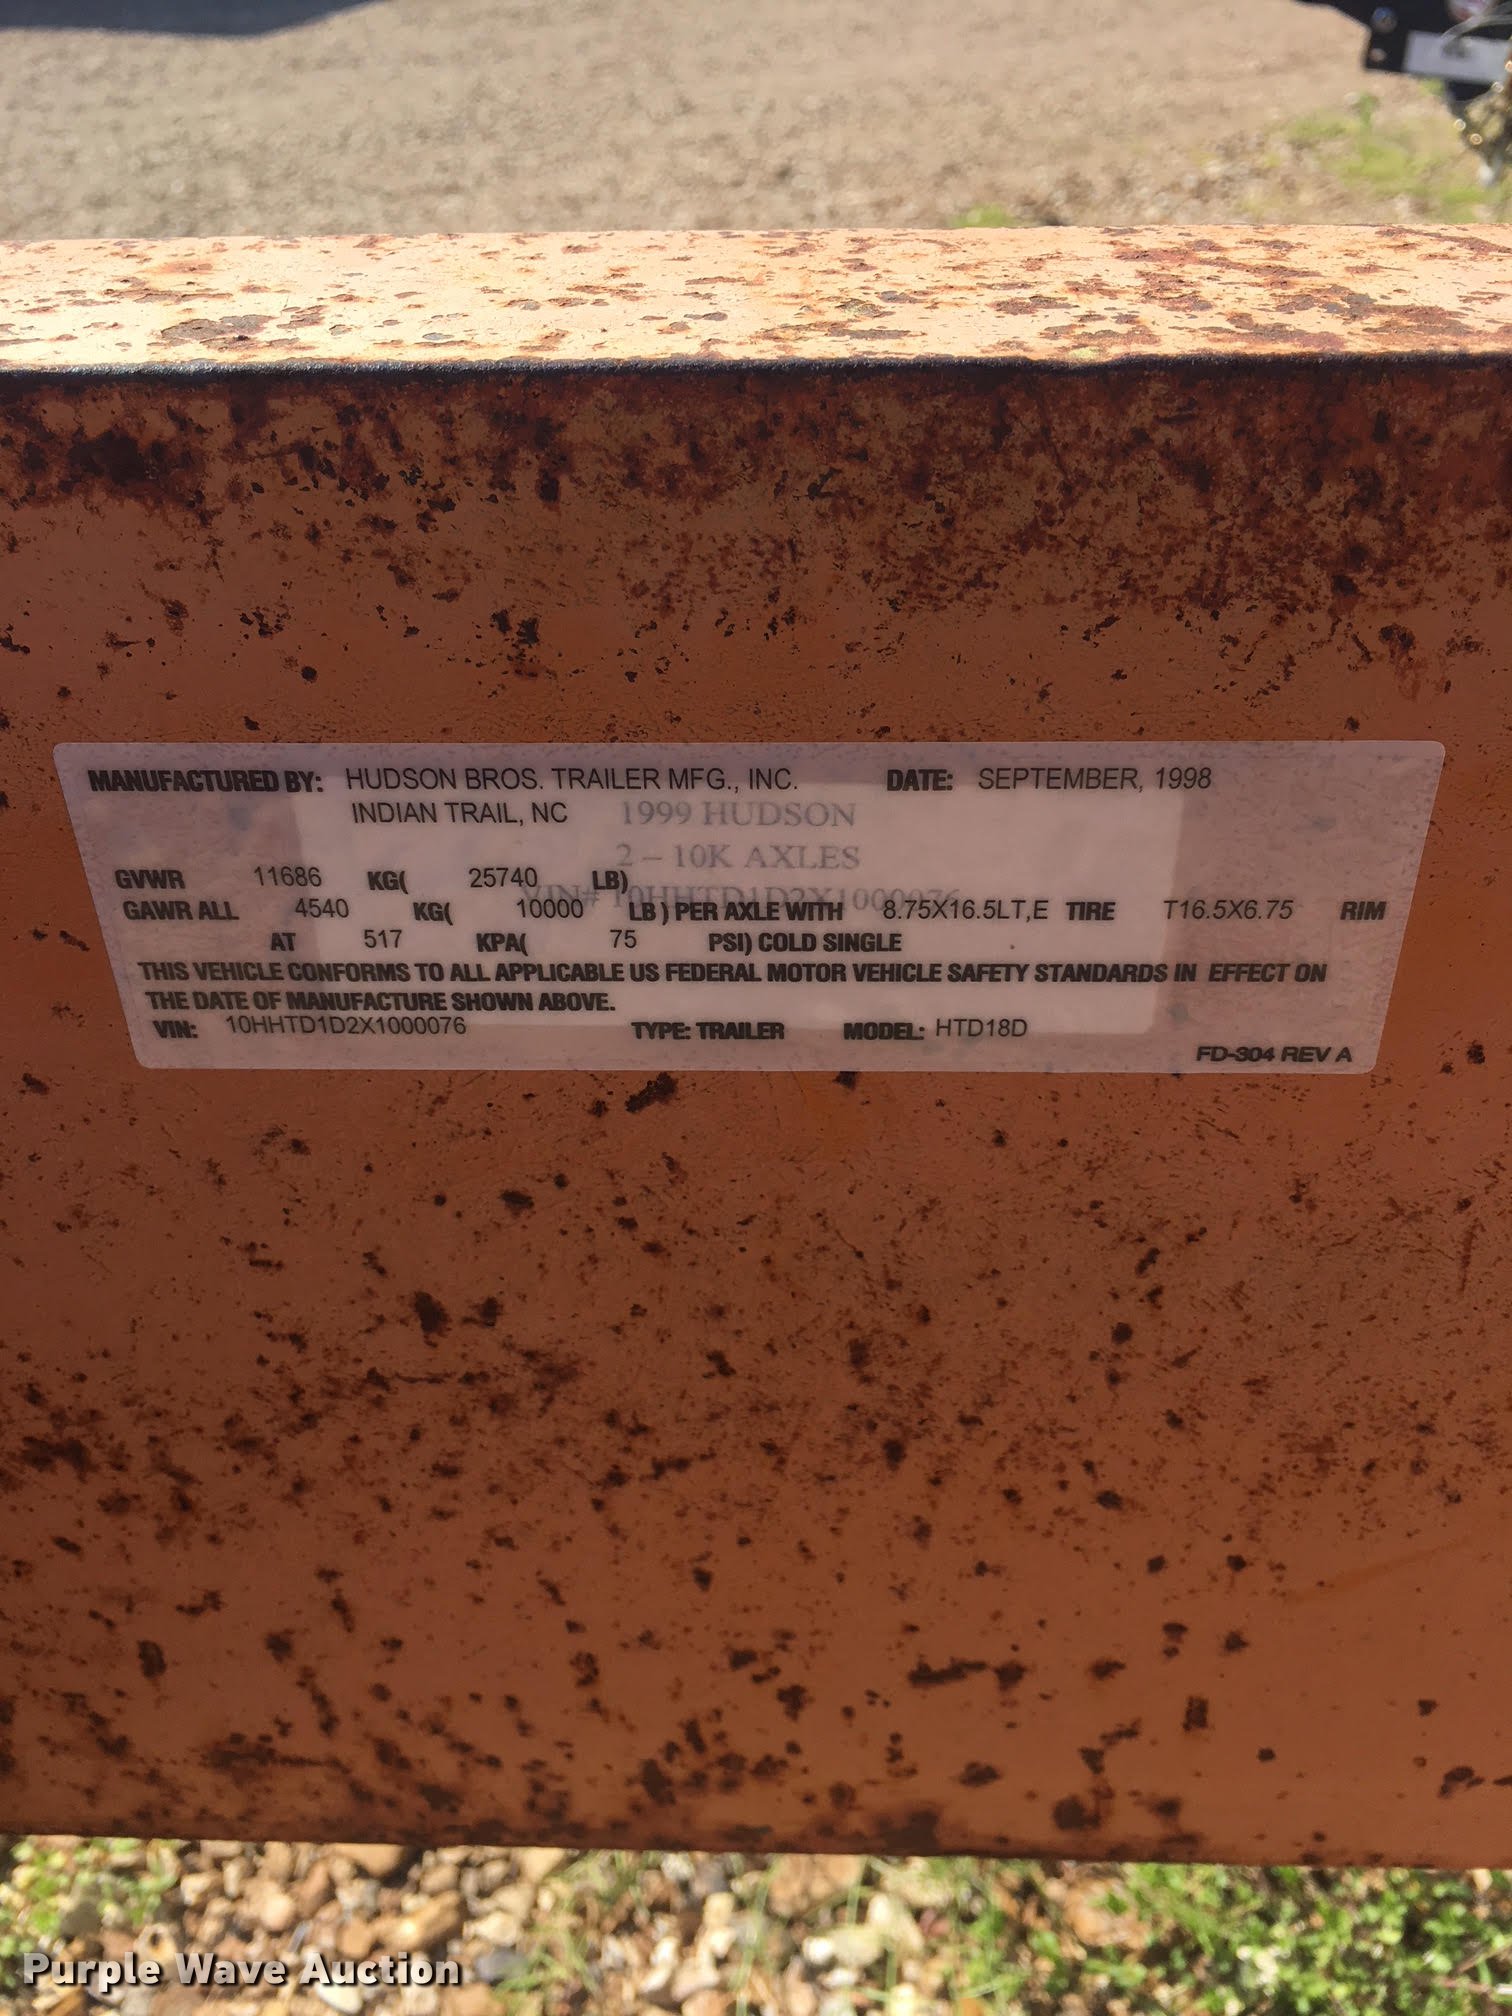 MANUFACTURED BY: HUDSON BROS. TRAILER MFG., INC. DATE: SEPTEMBER, 1998
INDIAN TRAIL, NC 1999 HUDSON
2 – 10K AXLES
GVWR 11686 KG( 25740 LB)
VIN# 10HHTD1D2X1000076
GAWR ALL 4540 KG( 10000 LB ) PER AXLE WITH 8.75X16.5LT,E TIRE T16.5X6.75 RIM
AT 517 KPA( 75 PSI) COLD SINGLE
THIS VEHICLE CONFORMS TO ALL APPLICABLE US FEDERAL MOTOR VEHICLE SAFETY STANDARDS IN EFFECT ON
THE DATE OF MANUFACTURE SHOWN ABOVE.
VIN: 10HHTD1D2X1000076 TYPE: TRAILER MODEL: HTD18D
FD-304 REV A
Purple Wave Auction